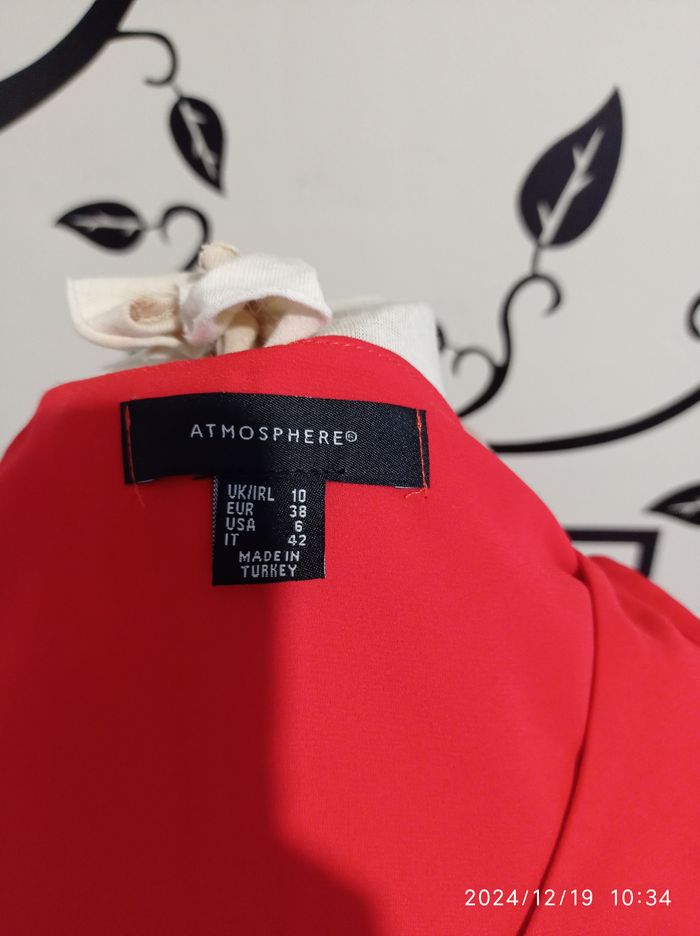 ATMOSPHERE®
UK/IRL 10
EUR 38
USA 6
IT 42
MADE IN
TURKEY
2024/12/19 10:34